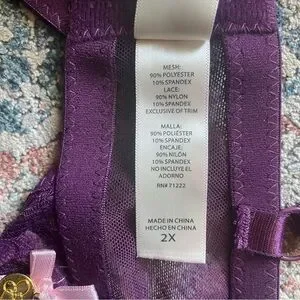 MESH:
90% POLYESTER
10% SPANDEX
LACE:
90% NYLON
10% SPANDEX
EXCLUSIVE OF TRIM
MALLA:
90% POLIÉSTER
10% SPANDEX
ENCAJE:
90% NILÓN
10% SPANDEX
NO INCLUYE EL
ADORNO
RN# 71222
MADE IN CHINA
HECHO EN CHINA
2X